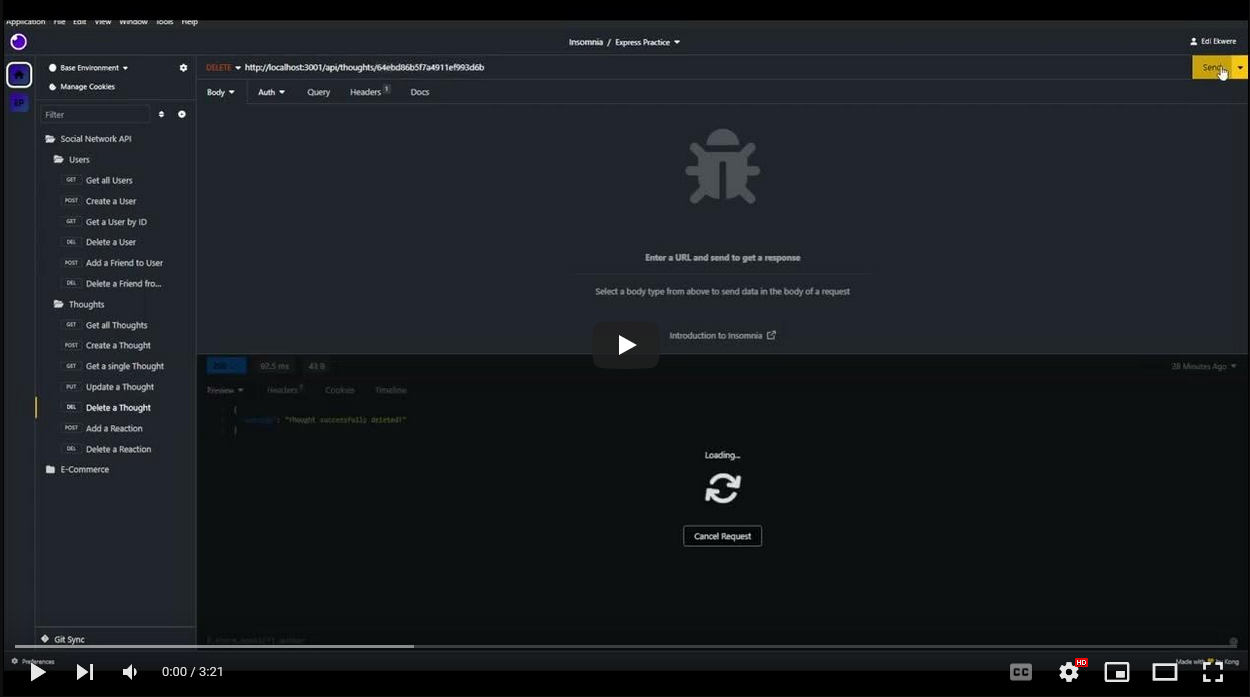 Application File Edit View Window Tools Help
Insomnia / Express Practice
Edi Ekwere
Base Environment
DELETE http://localhost:3001/api/thoughts/64ebd86b5f7a4911ef993d6b
Send
Manage Cookies
Body Auth Query Headers 1 Docs
EP
Filter
Social Network API
Users
GET Get all Users
POST Create a User
GET Get a User by ID
DEL Delete a User
POST Add a Friend to User
DEL Delete a Friend fro...
Thoughts
GET Get all Thoughts
POST Create a Thought
GET Get a single Thought
PUT Update a Thought
DEL Delete a Thought
POST Add a Reaction
DEL Delete a Reaction
E-Commerce
Enter a URL and send to get a response
Select a body type from above to send data in the body of a request
Introduction to Insomnia
92.5 ms 43 B
28 Minutes Ago
Preview Headers Cookies Timeline
{
: "Thought successfully deleted!"
}
Loading...
Cancel Request
Git Sync
Preferences
Made with by Kong
0:00 / 3:21
CC
HD